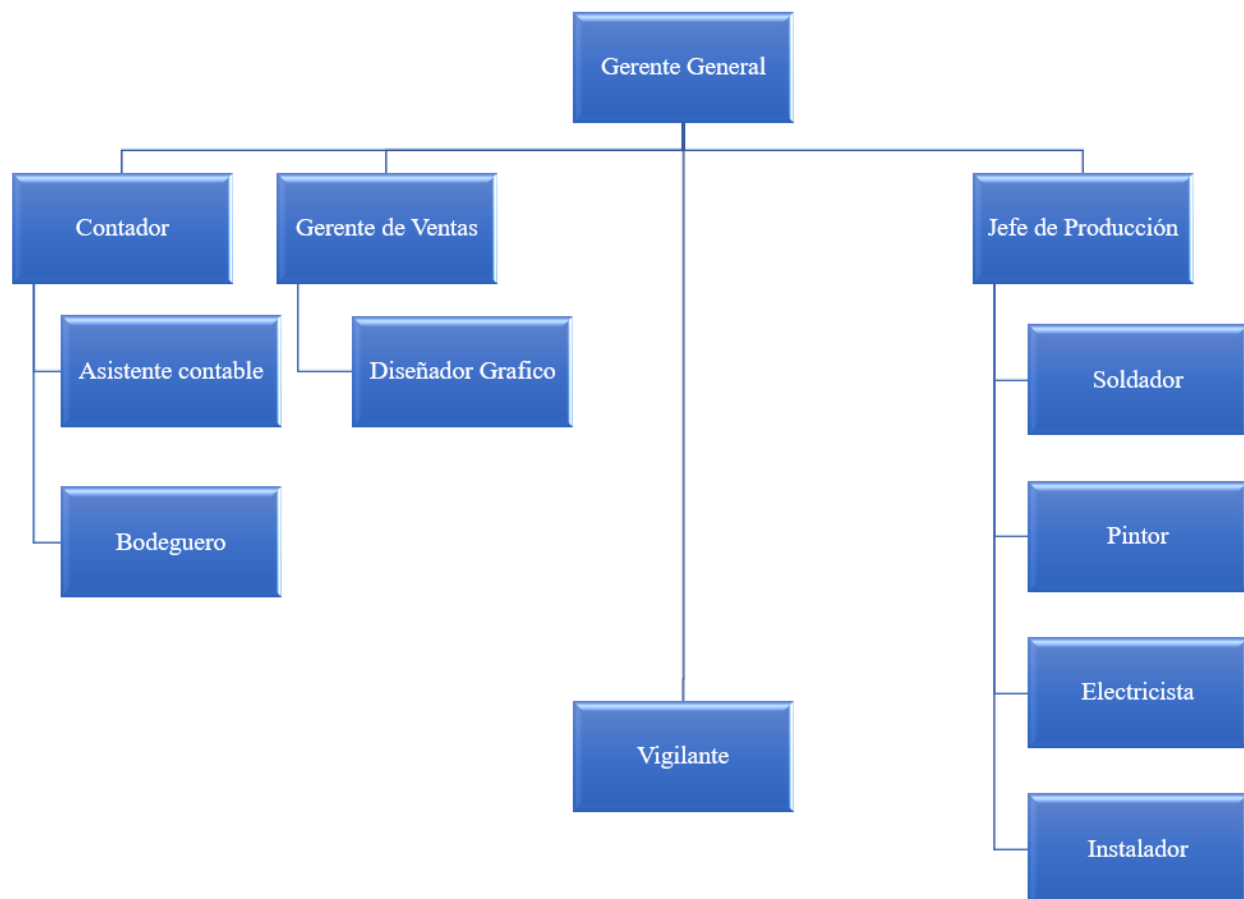 Gerente General
Contador
Gerente de Ventas
Jefe de Producción
Asistente contable
Diseñador Grafico
Soldador
Bodeguero
Pintor
Electricista
Vigilante
Instalador